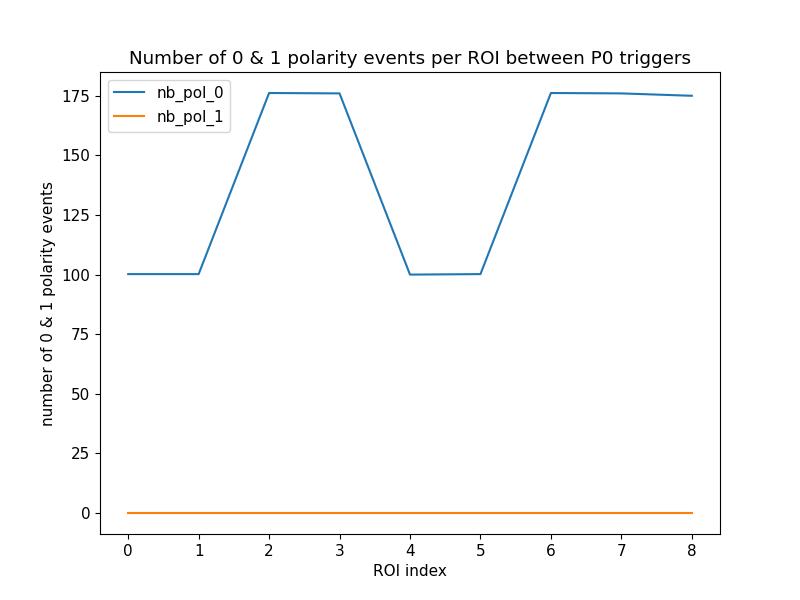 Number of 0 & 1 polarity events per ROI between P0 triggers
nb_pol_0
nb_pol_1
175
150
125
100
75
50
25
0
number of 0 & 1 polarity events
0 1 2 3 4 5 6 7 8
ROI index